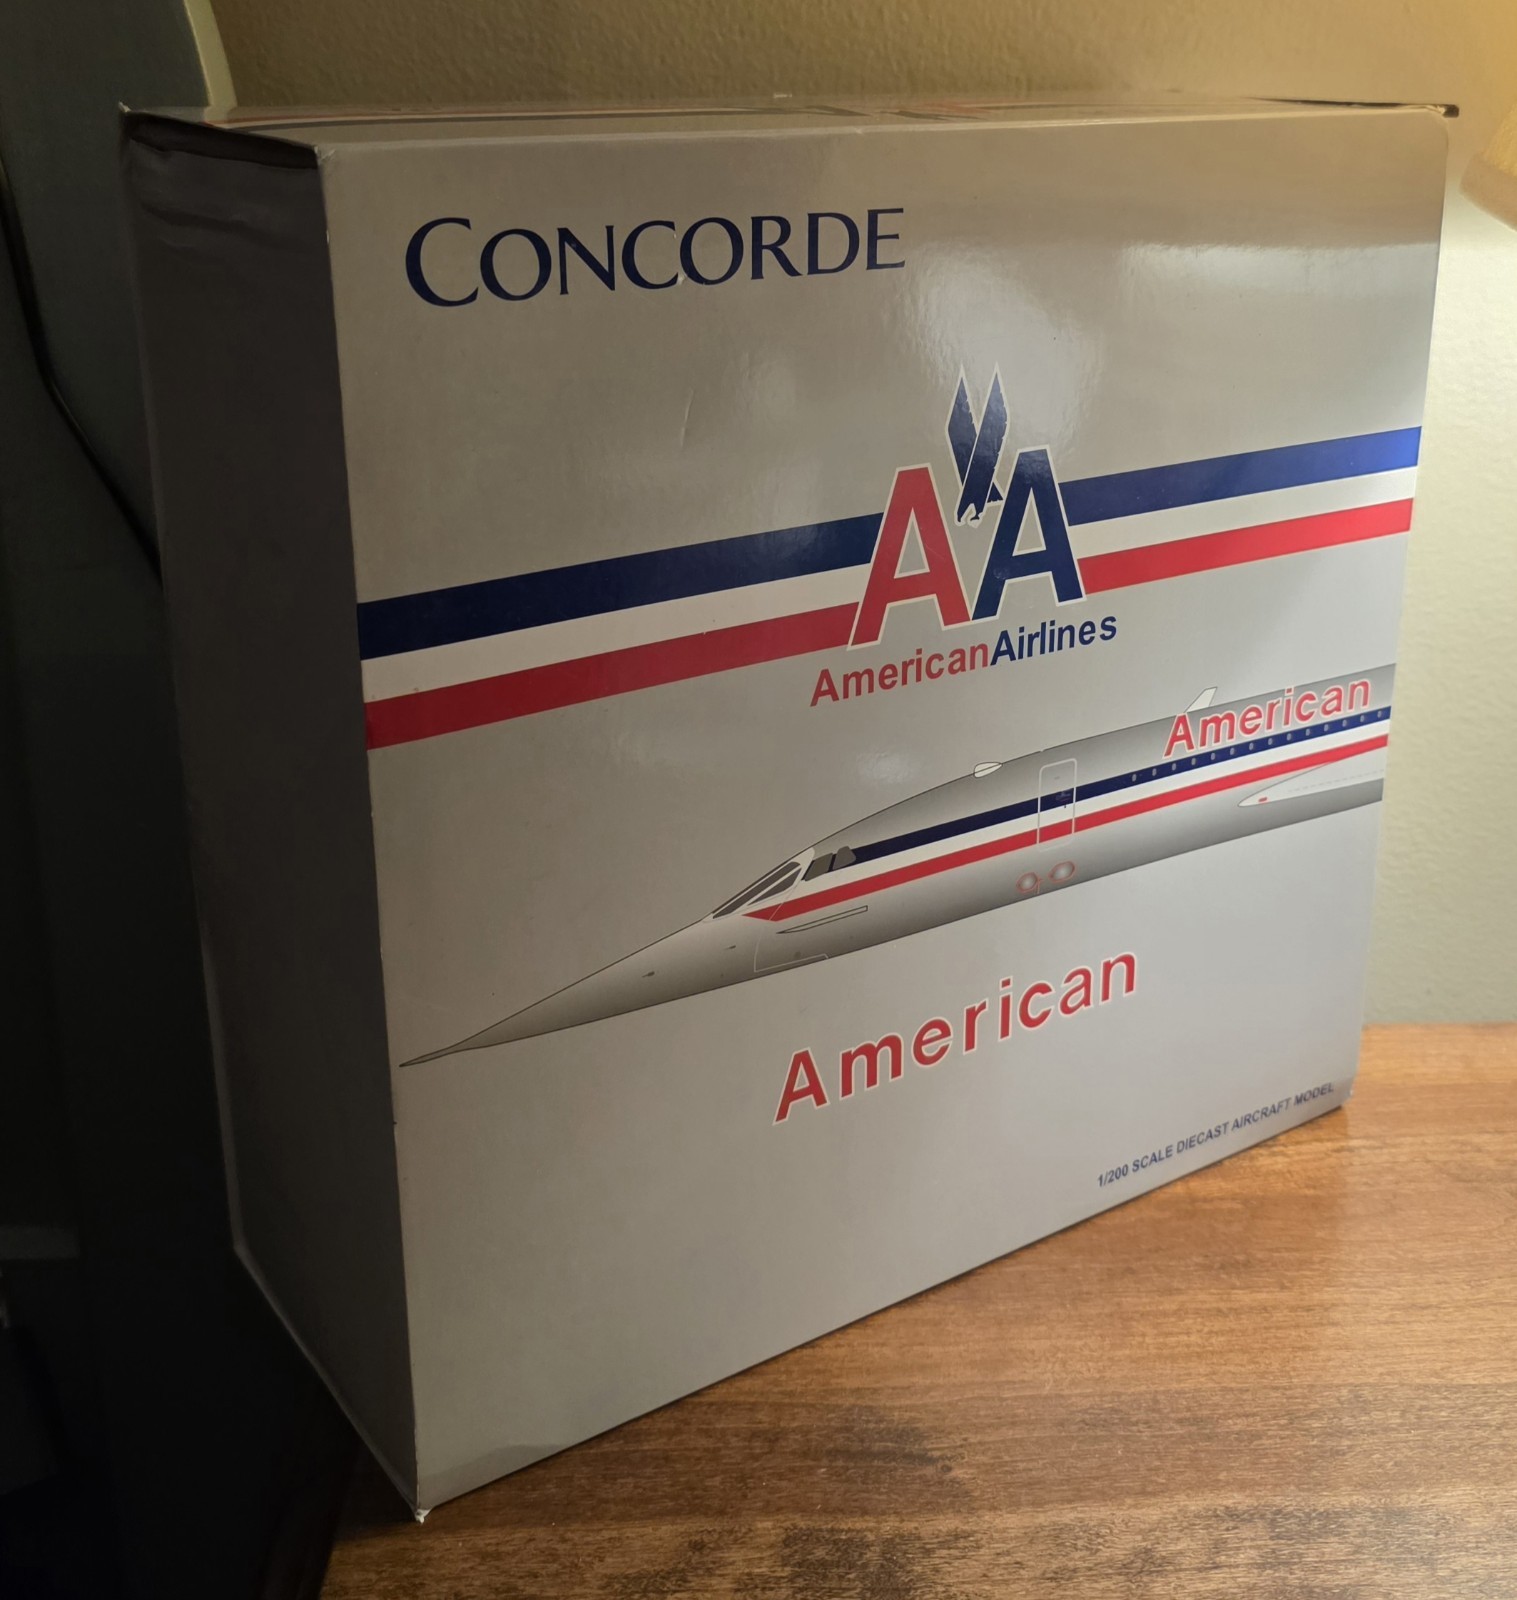 CONCORDE
AA
AmericanAirlines
American
American
1/200 SCALE DIECAST AIRCRAFT MODEL